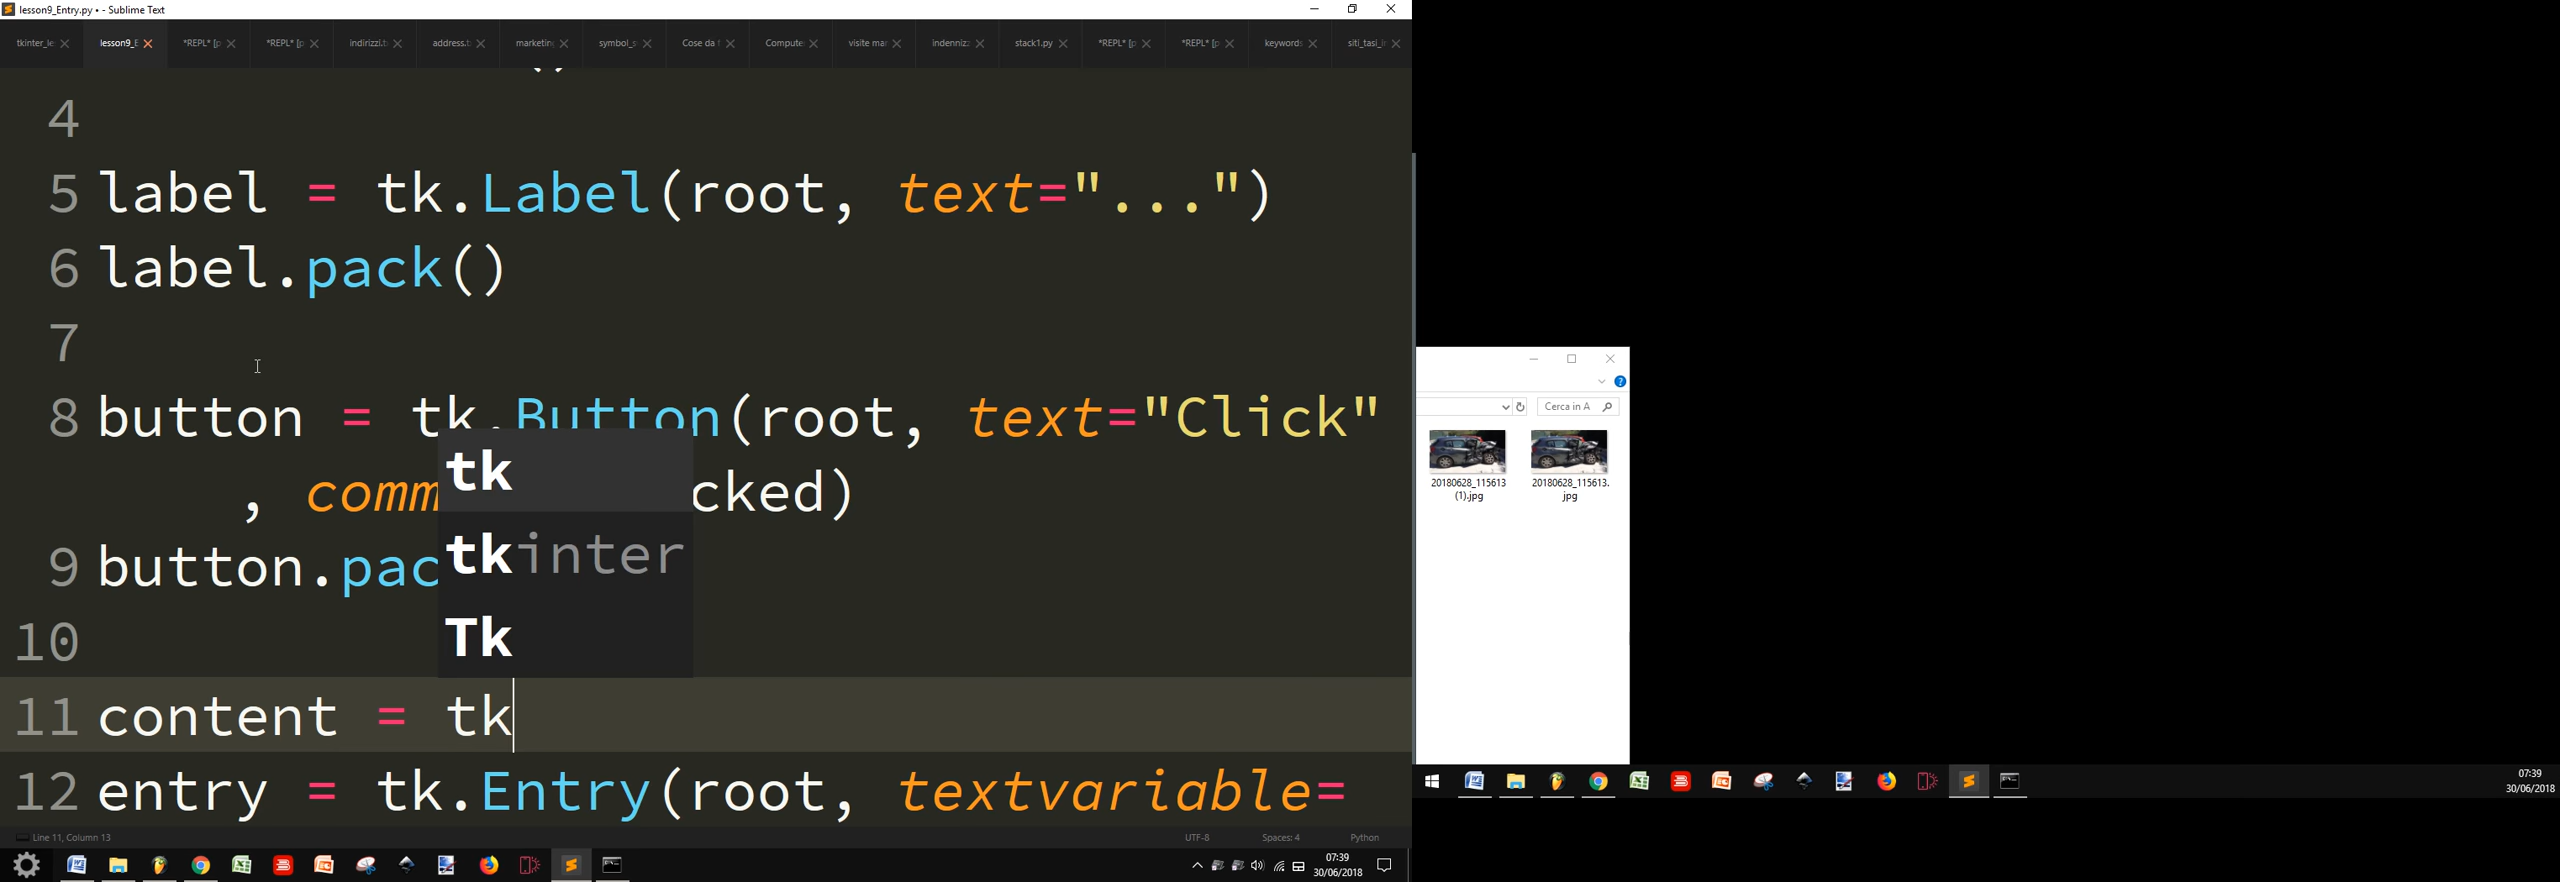 lesson9_Entry.py • - Sublime Text
tkinter_le
lesson9_E
*REPL* [p
*REPL* [p
indirizzi.t
address.t
marketing
symbol_s
Cose da f
Compute
visite mar
indennizz
stack1.py
*REPL* [p
*REPL* [p
keywords
siti_tasi_i
4
5 label = tk.Label(root, text="...")
6 label.pack()
7
8 button = tk.Button(root, text="Click"
, comm
cked)
9 button.pac
tk
tkinter
Tk
10
11 content = tk
12 entry = tk.Entry(root, textvariable=
Line 11, Column 13
UTF-8
Spaces: 4
Python
07:39
30/06/2018
Cerca in A
20180628_115613
(1).jpg
20180628_115613.
jpg
07:39
30/06/2018